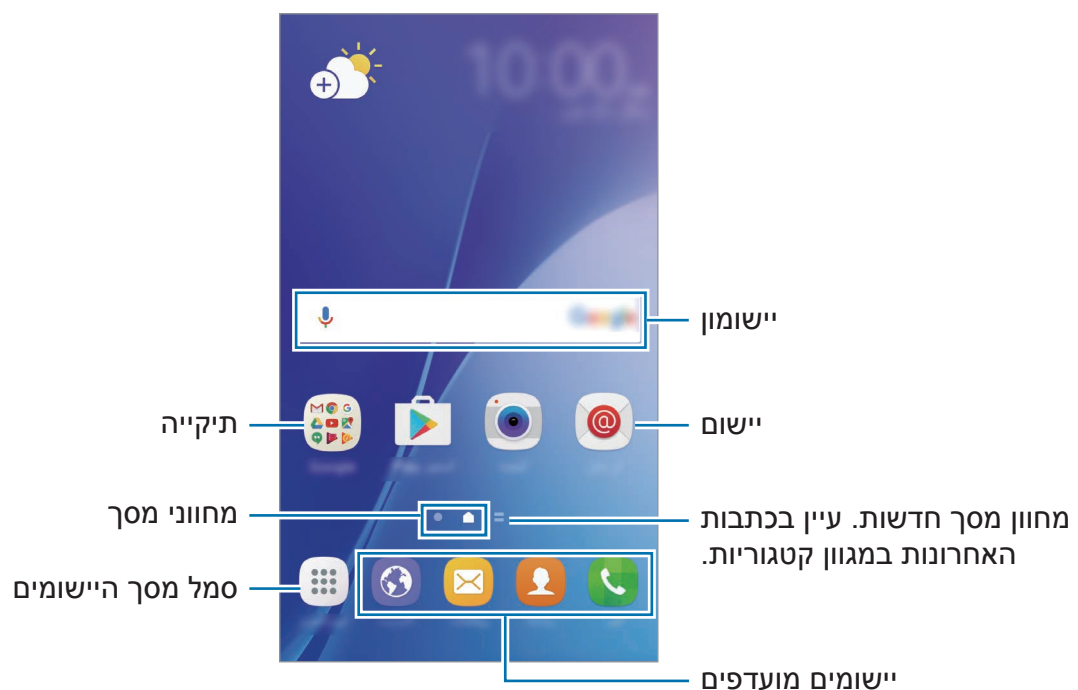 10:00
יישומון
תיקייה
יישום
מחווני מסך
מחוון מסך חדשות. עיין בכתבות
האחרונות במגוון קטגוריות.
סמל מסך היישומים
יישומים מועדפים